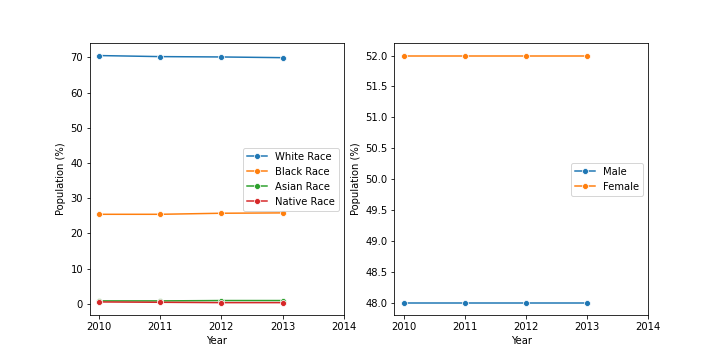 70
60
50
40
30
20
10
0
Population (%)
White Race
Black Race
Asian Race
Native Race
2010 2011 2012 2013 2014
Year
52.0
51.5
51.0
50.5
50.0
49.5
49.0
48.5
48.0
Population (%)
Male
Female
2010 2011 2012 2013 2014
Year